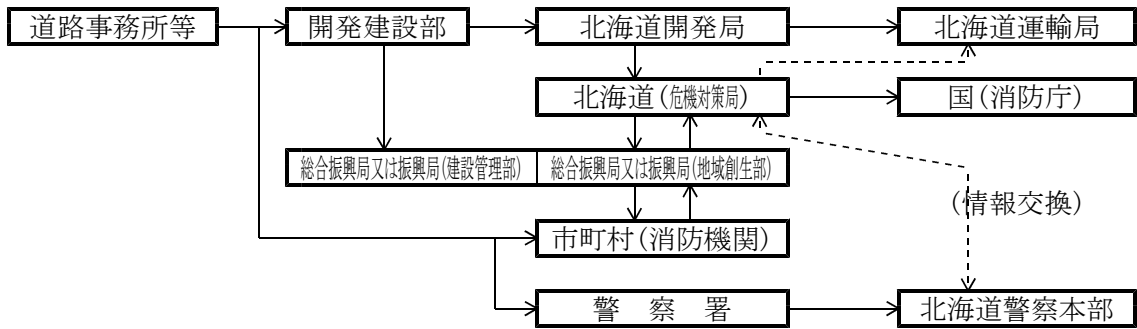 道路事務所等
開発建設部
北海道開発局
北海道運輸局
北海道(危機対策局)
国(消防庁)
総合振興局又は振興局(建設管理部)
総合振興局又は振興局(地域創生部)
(情報交換)
市町村(消防機関)
警 察 署
北海道警察本部